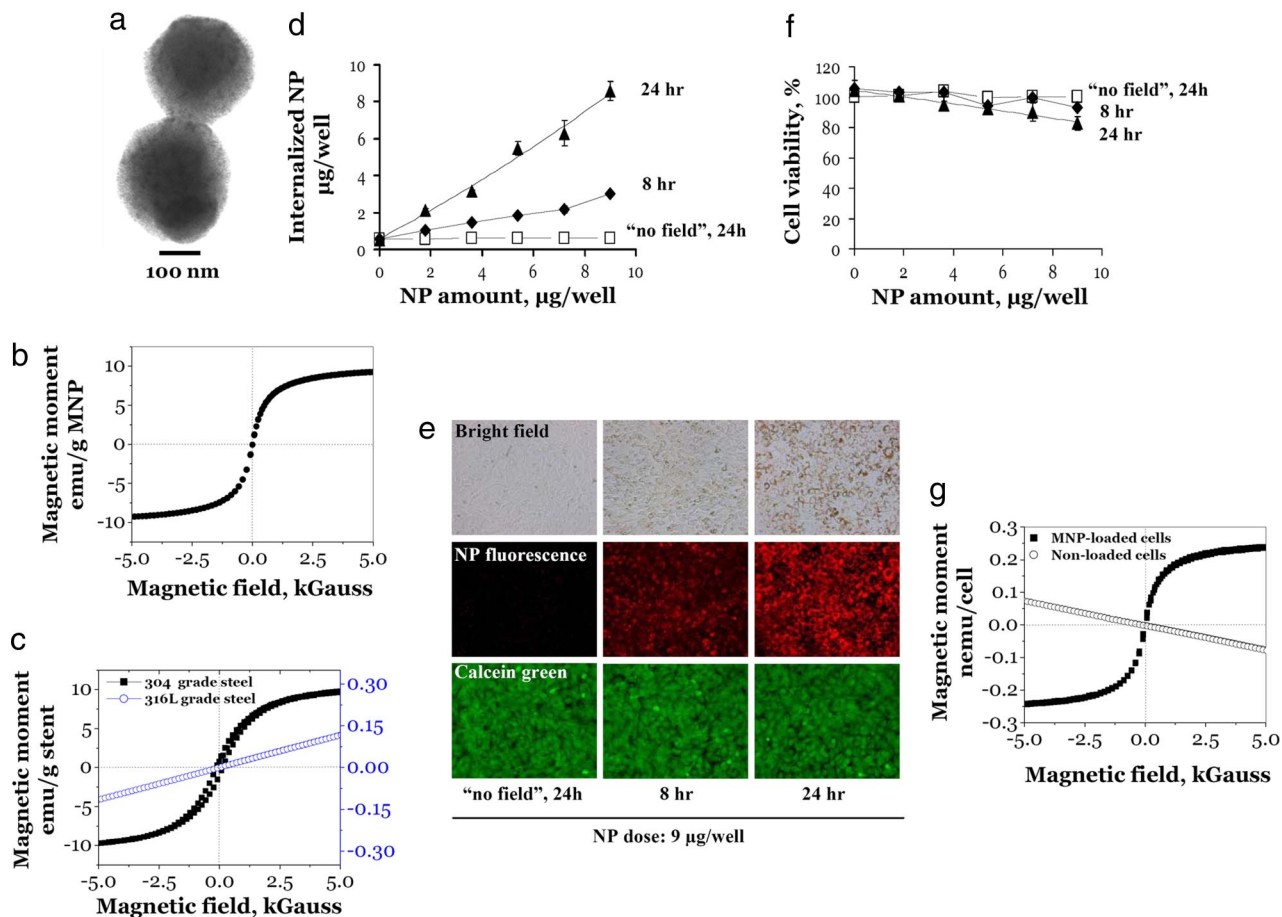 a
100 nm
b
Magnetic moment
emu/g MNP
10
5
0
-5
-10
-5.0
-2.5
0.0
2.5
5.0
Magnetic field, kGauss
c
Magnetic moment
emu/g stent
304 grade steel
316L grade steel
10
5
0
-5
-10
0.30
0.15
0.00
-0.15
-0.30
-5.0
-2.5
0.0
2.5
5.0
Magnetic field, kGauss
d
Internalized NP
µg/well
10
8
6
4
2
0
24 hr
8 hr
“no field”, 24h
0
2
4
6
8
10
NP amount, µg/well
e
Bright field
NP fluorescence
Calcein green
“no field”, 24h
8 hr
24 hr
NP dose: 9 µg/well
f
Cell viability, %
120
100
80
60
40
20
0
“no field”, 24h
8 hr
24 hr
0
2
4
6
8
10
NP amount, µg/well
g
Magnetic moment
nemu/cell
MNP-loaded cells
Non-loaded cells
0.3
0.2
0.1
0.0
-0.1
-0.2
-0.3
-5.0
-2.5
0.0
2.5
5.0
Magnetic field, kGauss